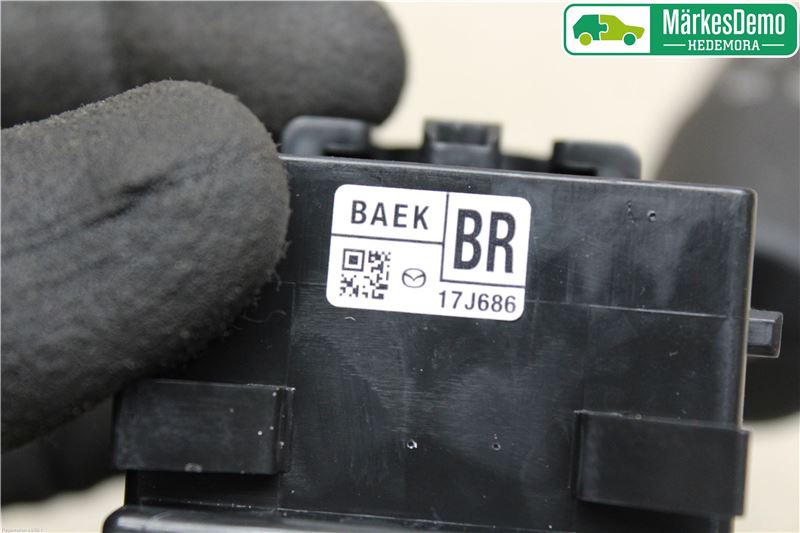 MärkesDemo
HEDEMORA
BAEK
BR
17J686